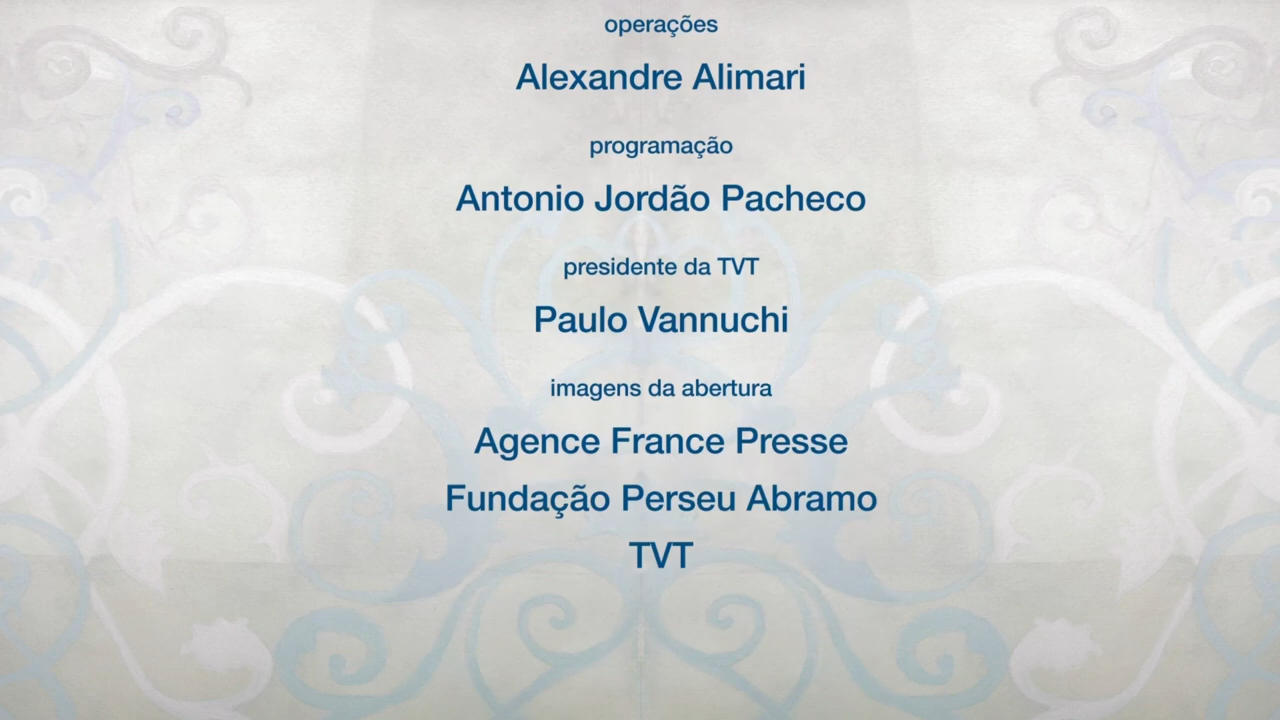 operações
Alexandre Alimari
programação
Antonio Jordão Pacheco
presidente da TVT
Paulo Vannuchi
imagens da abertura
Agence France Presse
Fundação Perseu Abramo
TVT